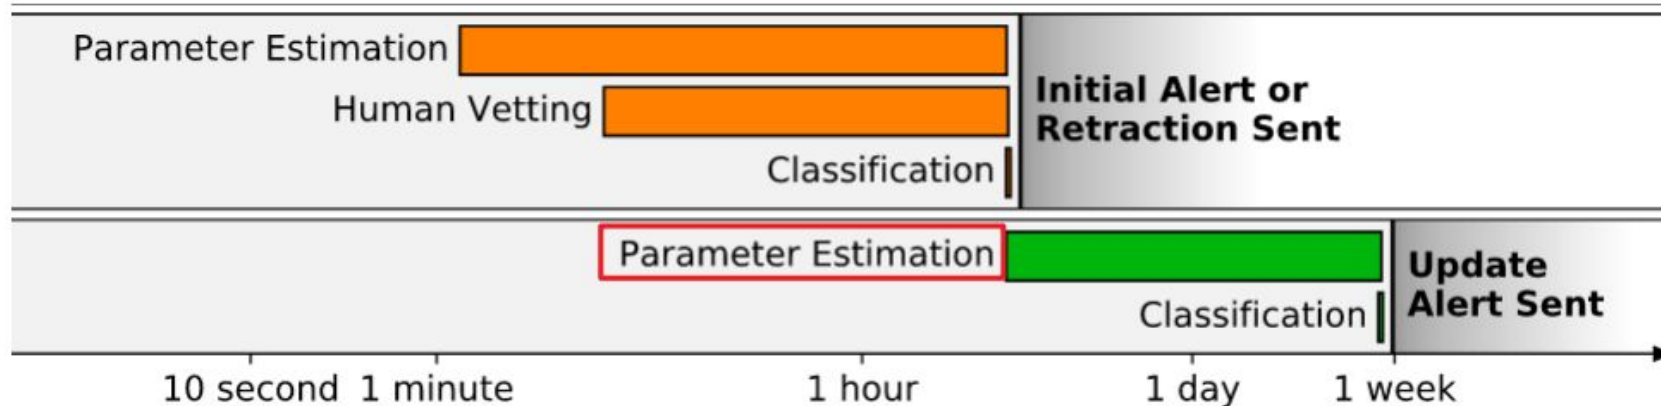 Parameter Estimation
Human Vetting
Classification
Initial Alert or
Retraction Sent
Parameter Estimation
Classification
Update
Alert Sent
10 second 1 minute 1 hour 1 day 1 week